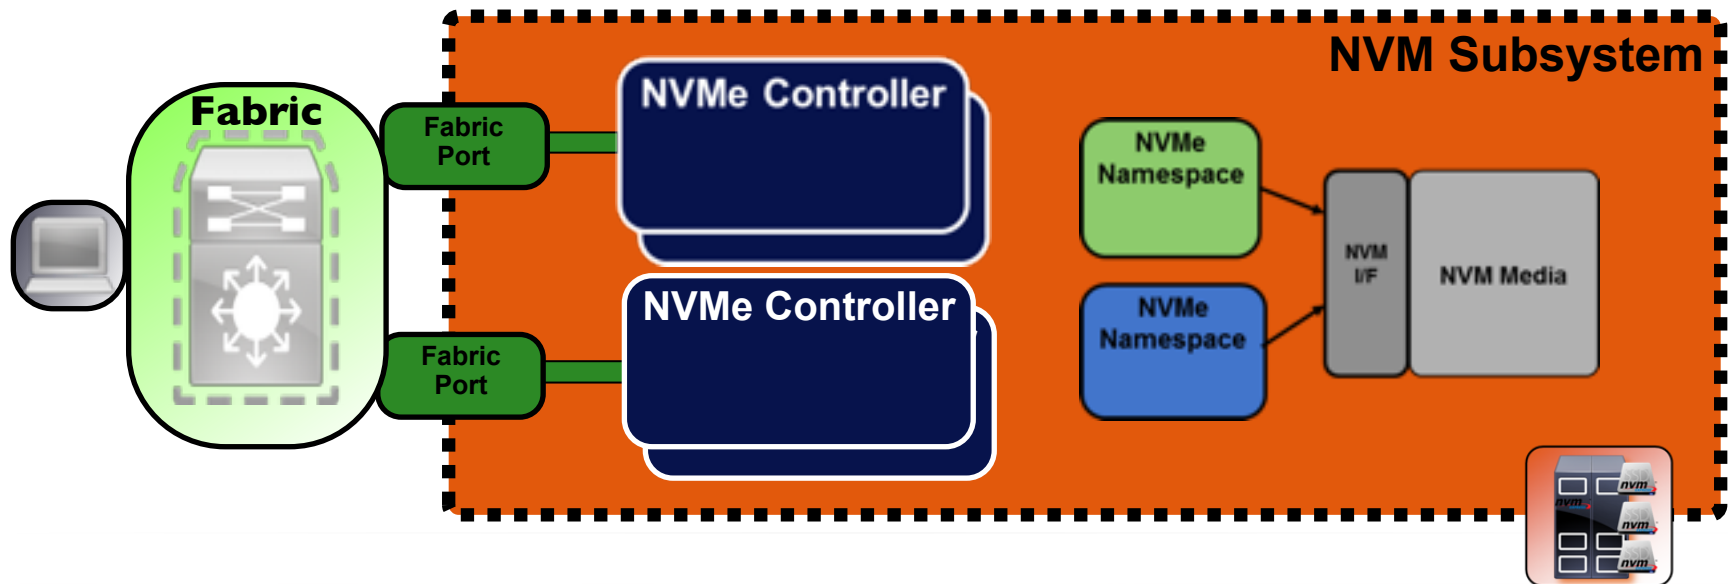 NVM Subsystem
Fabric
Fabric
Port
NVMe Controller
NVMe
Namespace
NVM
I/F
NVM Media
Fabric
Port
NVMe Controller
NVMe
Namespace
nvm
nvm
nvm
nvm